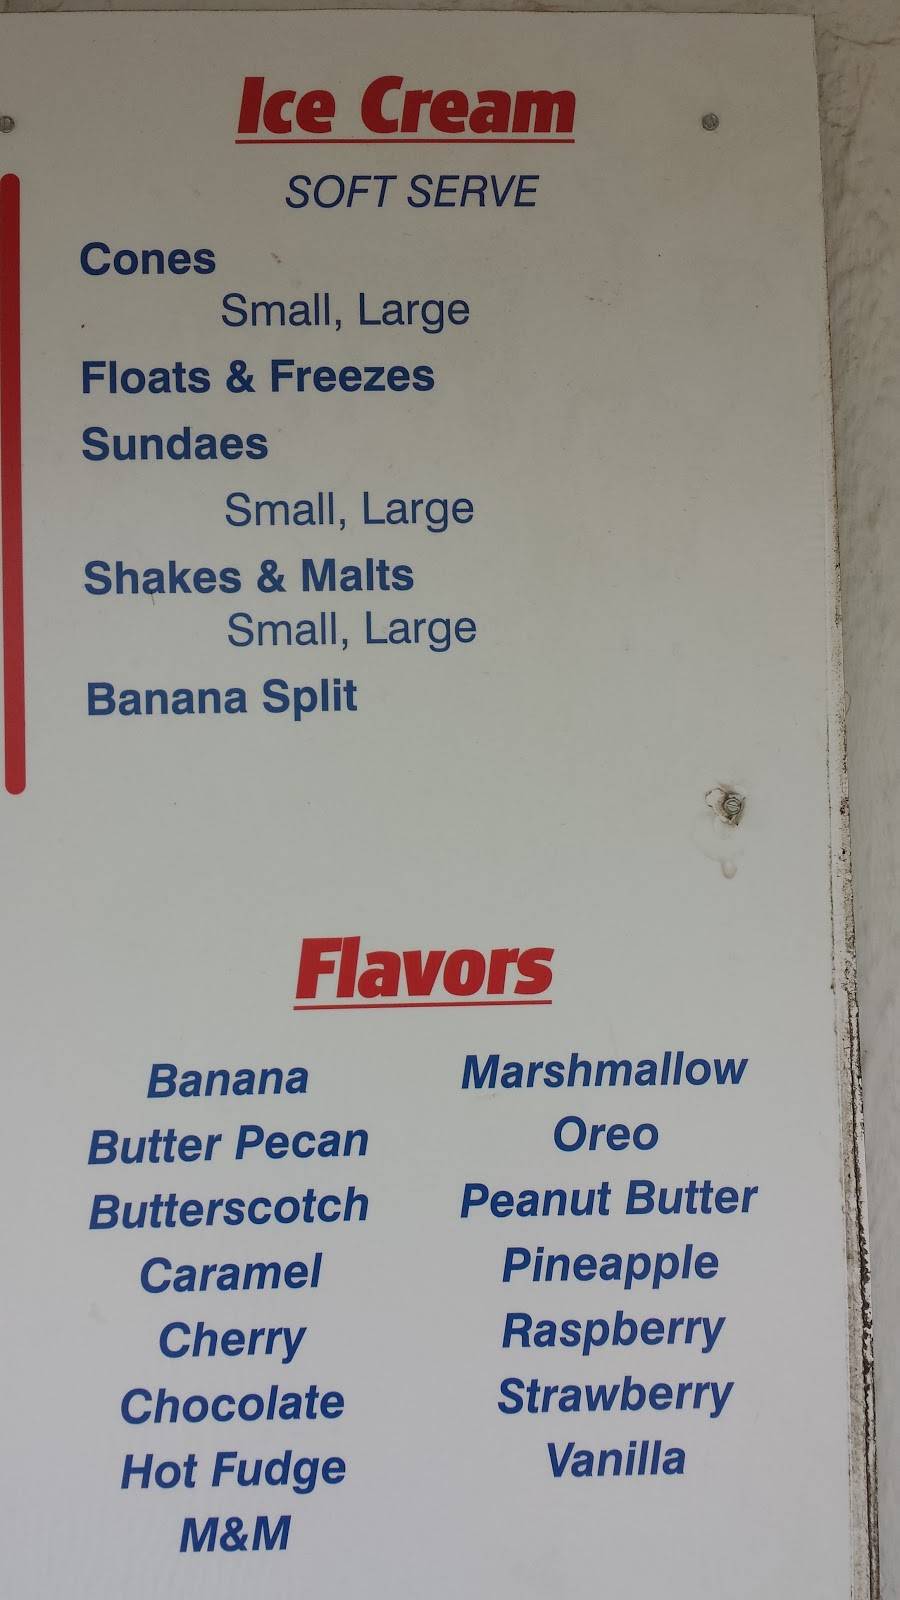 Ice Cream
SOFT SERVE
Cones
Small, Large
Floats & Freezes
Sundaes
Small, Large
Shakes & Malts
Small, Large
Banana Split
Flavors
Banana
Butter Pecan
Butterscotch
Caramel
Cherry
Chocolate
Hot Fudge
M&M
Marshmallow
Oreo
Peanut Butter
Pineapple
Raspberry
Strawberry
Vanilla